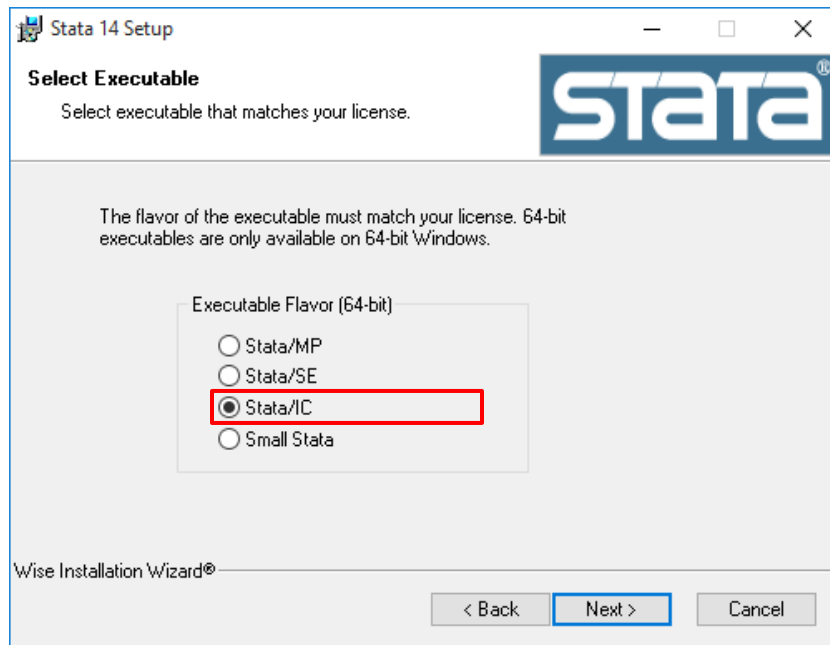 Stata 14 Setup
Select Executable
Select executable that matches your license.
STaTa®
The flavor of the executable must match your license. 64-bit
executables are only available on 64-bit Windows.
Executable Flavor (64-bit)
Stata/MP
Stata/SE
Stata/IC
Small Stata
Wise Installation Wizard®
< Back
Next >
Cancel